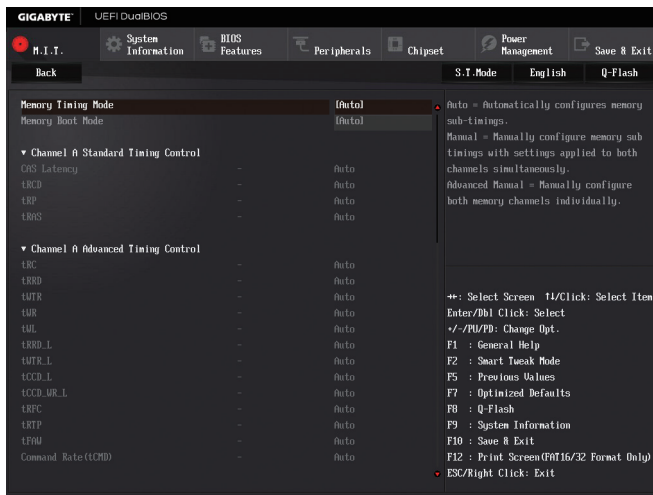 GIGABYTE™ UEFI DualBIOS
M.I.T. System Information BIOS Features Peripherals Chipset Power Management Save & Exit
Back S.T.Mode English Q-Flash
Memory Timing Mode [Auto]
Memory Boot Mode [Auto]
▼ Channel A Standard Timing Control
CAS Latency - Auto
tRCD - Auto
tRP - Auto
tRAS - Auto
▼ Channel A Advanced Timing Control
tRC - Auto
tRRD - Auto
tWTR - Auto
tWR - Auto
tWL - Auto
tRRD_L - Auto
tWTR_L - Auto
tCCD_L - Auto
tCCD_WR_L - Auto
tRFC - Auto
tRTP - Auto
tFAW - Auto
Command Rate(tCMD) - Auto
Auto = Automatically configures memory
sub-timings.
Manual = Manually configure memory sub
timings with settings applied to both
channels simultaneously.
Advanced Manual = Manually configure
both memory channels individually.
→←: Select Screen ↑↓/Click: Select Item
Enter/Dbl Click: Select
+/-/PU/PD: Change Opt.
F1 : General Help
F2 : Smart Tweak Mode
F5 : Previous Values
F7 : Optimized Defaults
F8 : Q-Flash
F9 : System Information
F10 : Save & Exit
F12 : Print Screen(FAT16/32 Format Only)
ESC/Right Click: Exit